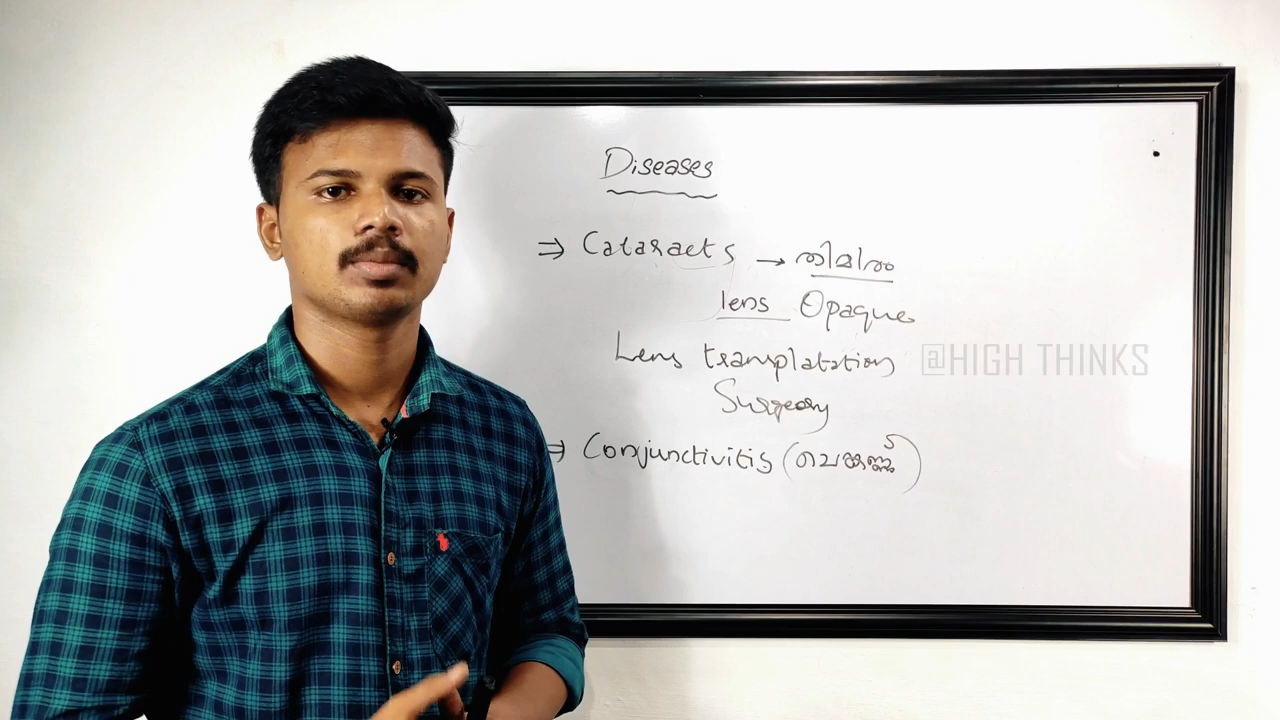 Diseases
⇒ Cataracts → തിമിരം
lens Opaque
Lens transplatation @HIGH THINKS
Surgery
⇒ Conjunctivitis (ചെങ്കണ്ണ്)